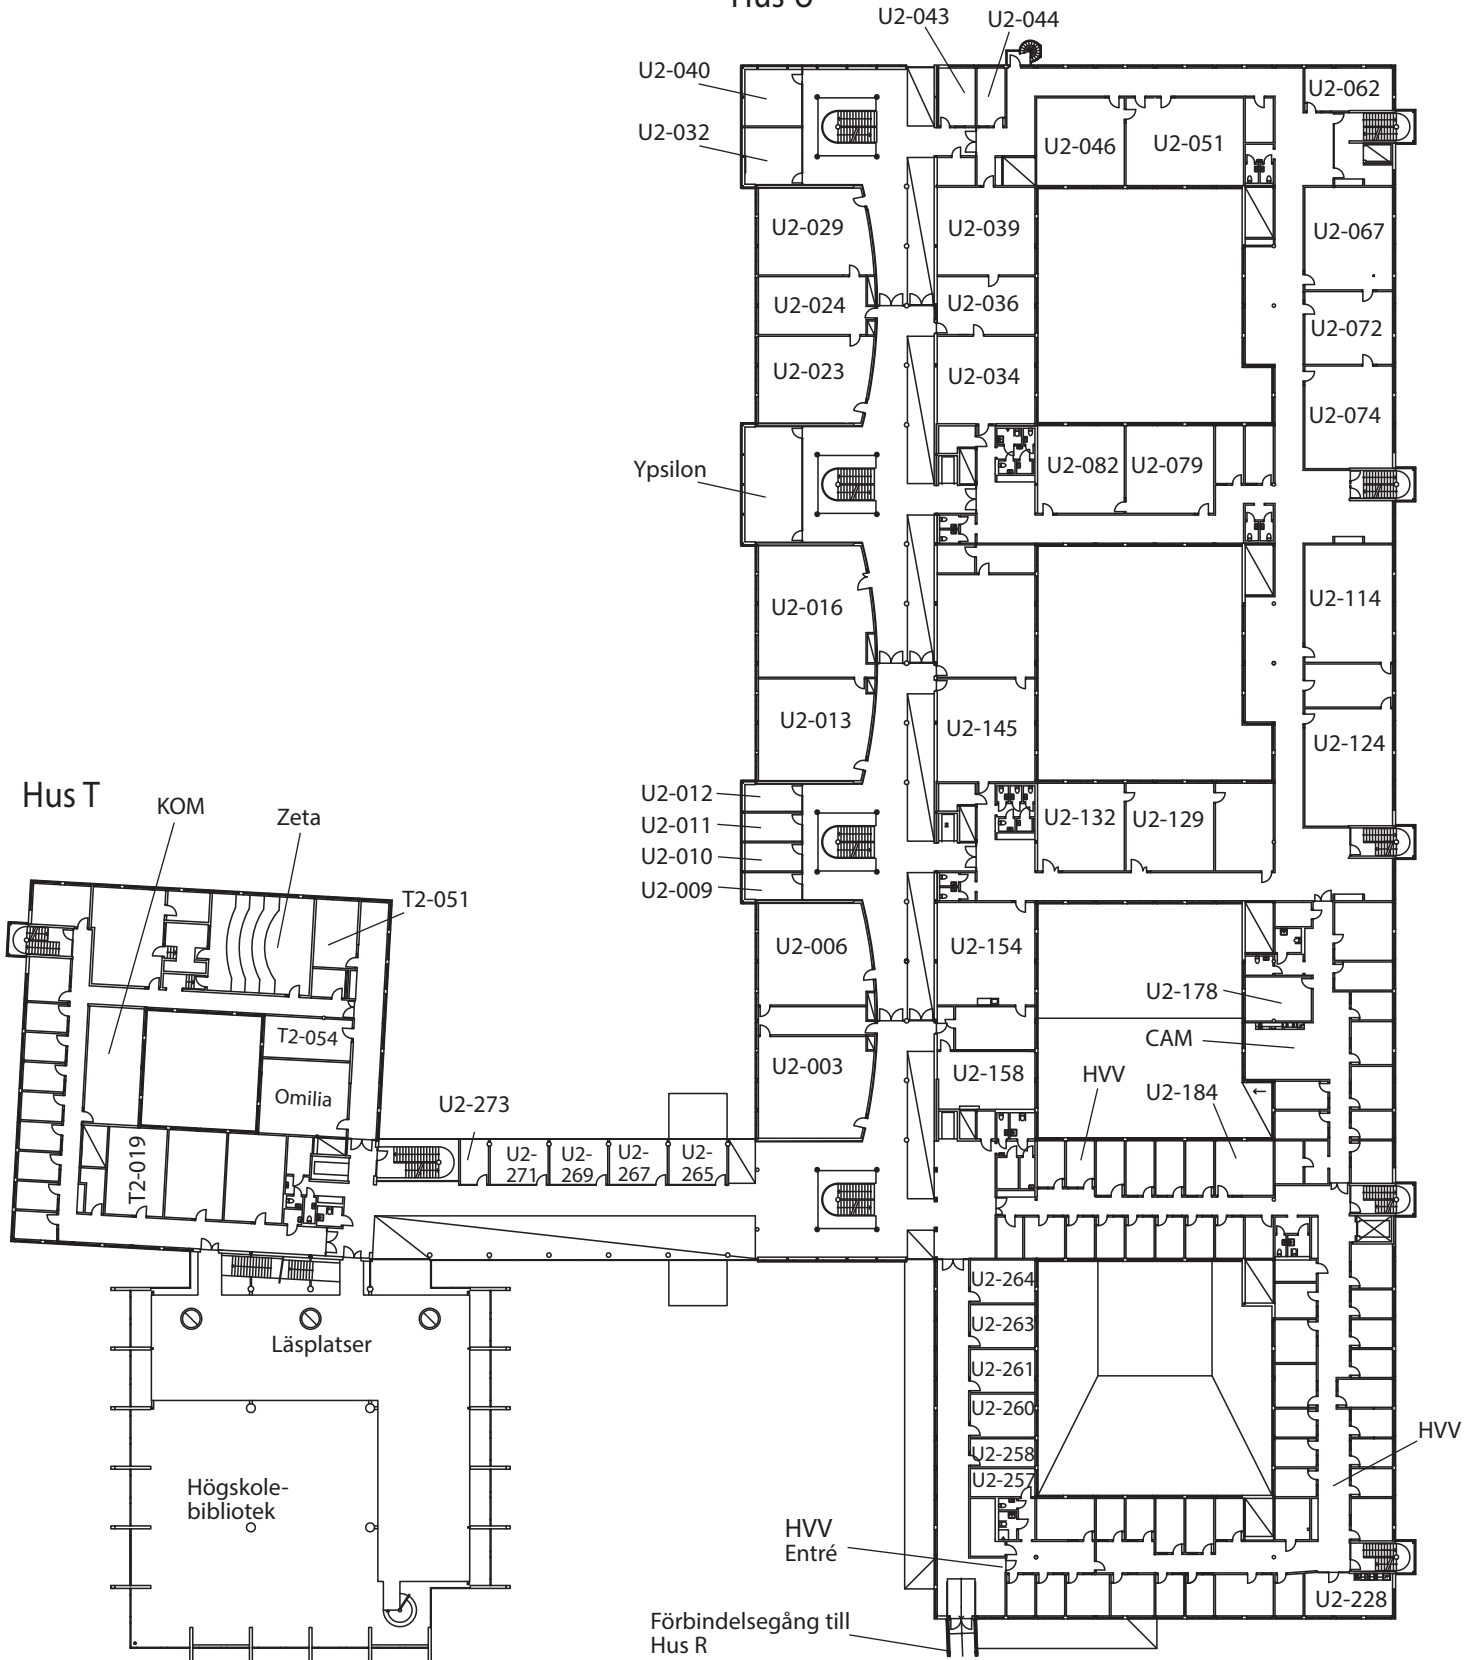 Hus U
U2-043
U2-044
U2-040
U2-062
U2-032
U2-046
U2-051
U2-029
U2-039
U2-067
U2-024
U2-036
U2-072
U2-023
U2-034
U2-074
Ypsilon
U2-082
U2-079
U2-016
U2-114
U2-013
U2-145
U2-124
Hus T
KOM
Zeta
U2-012
U2-011
U2-010
U2-009
U2-132
U2-129
T2-051
U2-006
U2-154
U2-178
T2-054
CAM
U2-003
U2-158
HVV
U2-184
Omilia
U2-273
T2-019
U2-
271
U2-
269
U2-
267
U2-
265
U2-264
U2-263
Läsplatser
U2-261
U2-260
HVV
U2-258
U2-257
Högskole-
bibliotek
HVV
Entré
U2-228
Förbindelsegång till
Hus R